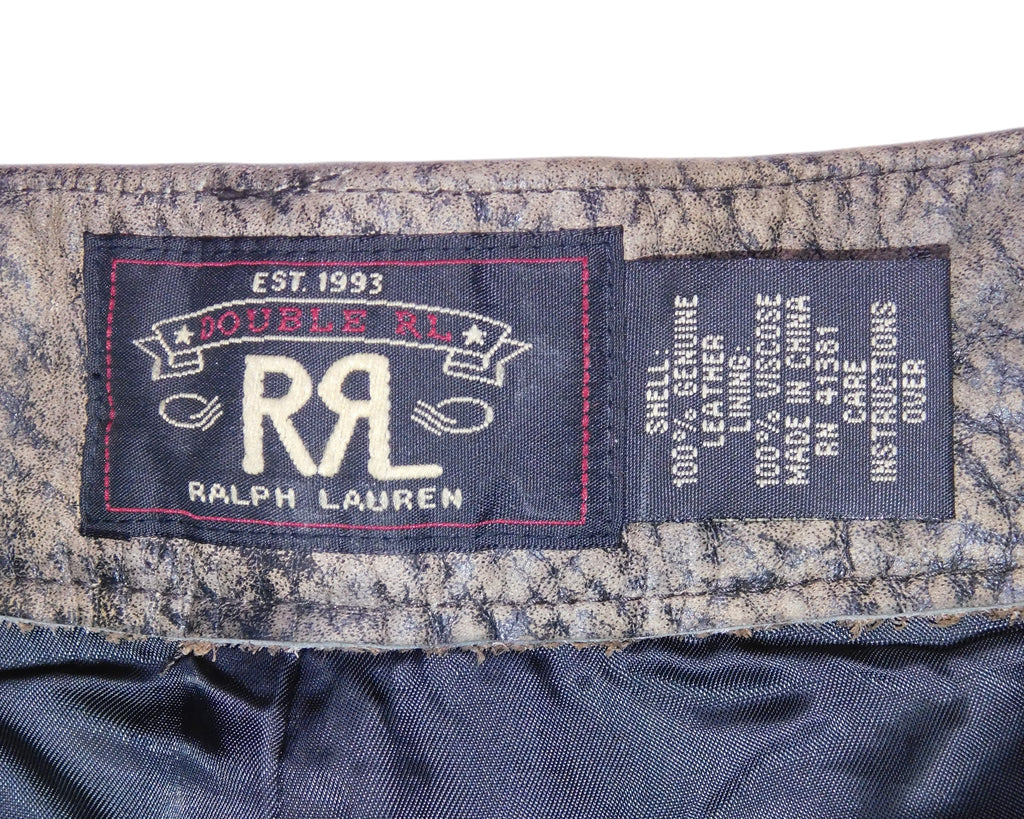 EST. 1993
DOUBLE RL
RRL
RALPH LAUREN
SHELL
100% GENUINE
LEATHER
LINING
100% VISCOSE
MADE IN CHINA
RN 41381
CARE
INSTRUCTIONS
OVER